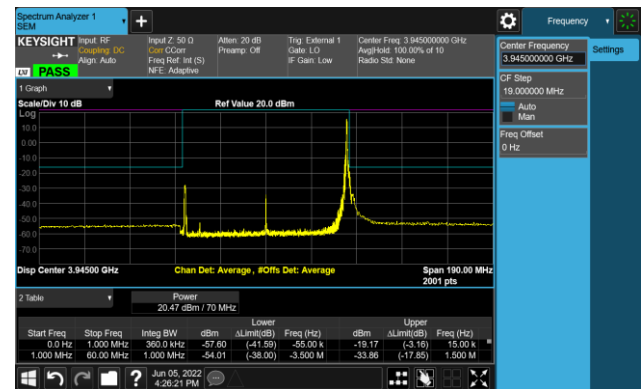 Spectrum Analyzer 1
SEM
+
Frequency
KEYSIGHT
Input: RF
Coupling: DC
Align: Auto
Input Z: 50 Ω
Corr CCorr
Freq Ref: Int (S)
NFE: Adaptive
Atten: 20 dB
Preamp: Off
Trig: External 1
Gate: LO
IF Gain: Low
Center Freq: 3.945000000 GHz
Avg|Hold: 100.00% of 10
Radio Std: None
LXI
PASS
Center Frequency
3.945000000 GHz
Settings
CF Step
19.000000 MHz
Auto
Man
Freq Offset
0 Hz
1 Graph
Scale/Div 10 dB
Ref Value 20.0 dBm
Log
10.0
0.00
-10.0
-20.0
-30.0
-40.0
-50.0
-60.0
-70.0
Disp Center 3.94500 GHz
Chan Det: Average , #Offs Det: Average
Span 190.00 MHz
2001 pts
2 Table
Power
20.47 dBm / 70 MHz
Lower Upper
Start Freq Stop Freq Integ BW dBm ΔLimit(dB) Freq (Hz) dBm ΔLimit(dB) Freq (Hz)
0.0 Hz 1.000 MHz 360.0 kHz -57.60 (-41.59) -55.00 k -19.17 (-3.16) 15.00 k
1.000 MHz 60.00 MHz 1.000 MHz -54.01 (-38.00) -3.500 M -33.86 (-17.85) 1.500 M
?
Jun 05, 2022
4:26:21 PM